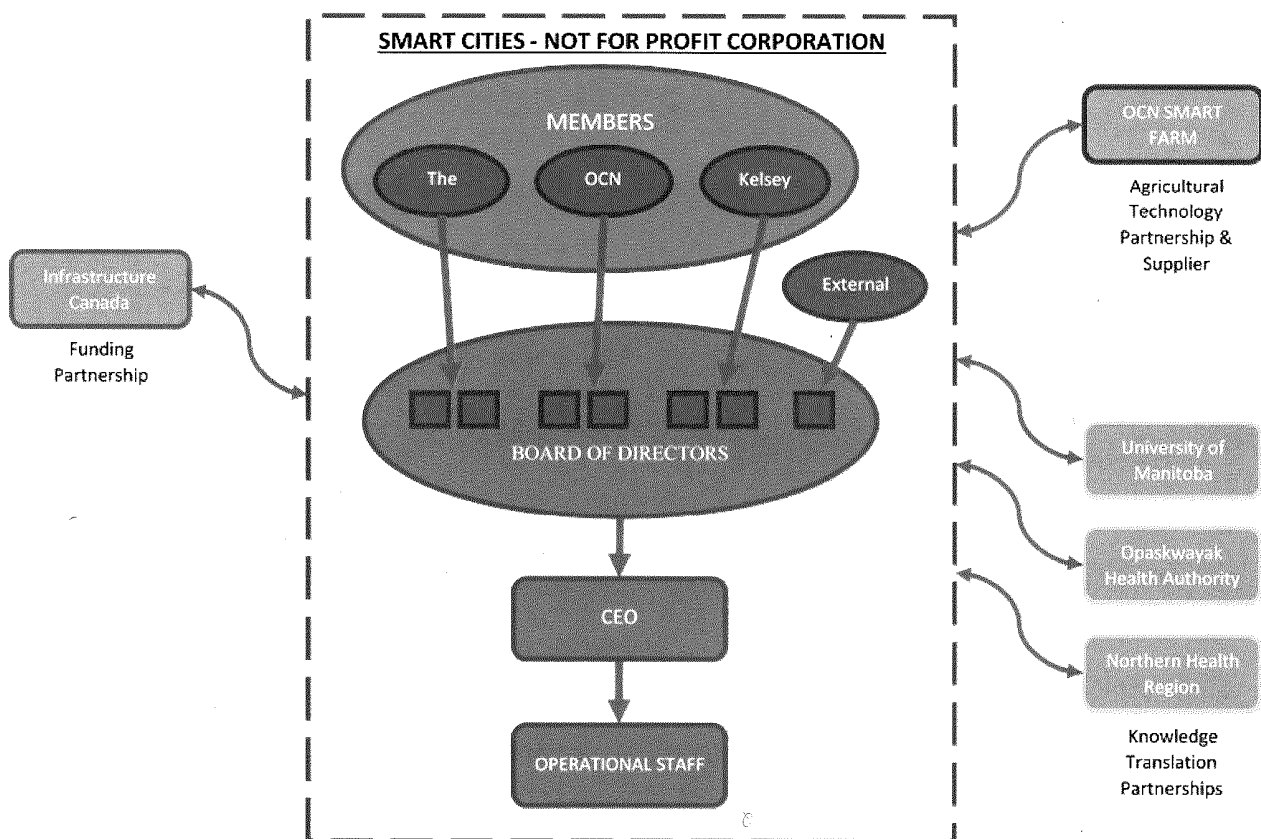 SMART CITIES - NOT FOR PROFIT CORPORATION
MEMBERS
The
OCN
Kelsey
External
BOARD OF DIRECTORS
CEO
OPERATIONAL STAFF
Infrastructure
Canada
Funding
Partnership
OCN SMART
FARM
Agricultural
Technology
Partnership &
Supplier
University of
Manitoba
Opaskwayak
Health Authority
Northern Health
Region
Knowledge
Translation
Partnerships